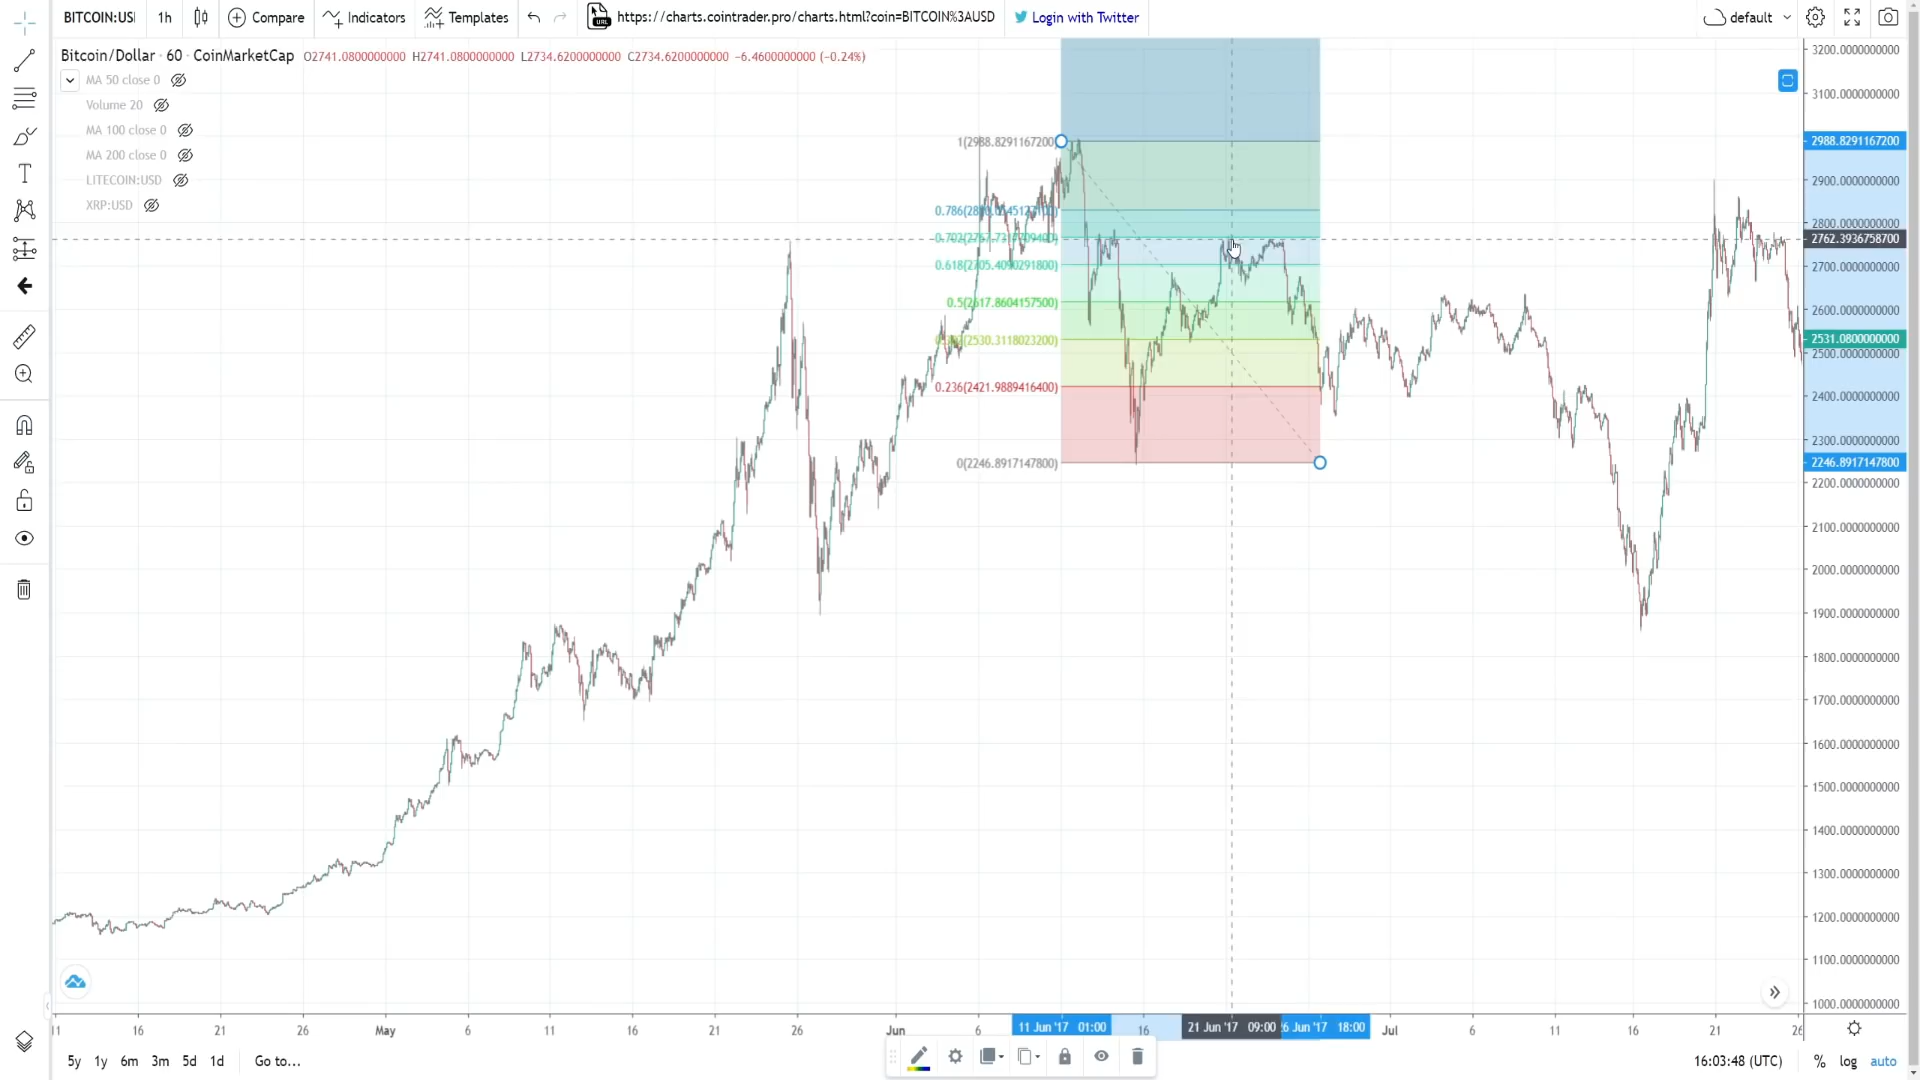 BITCOIN:US
1h
Compare
Indicators
Templates
URL
https://charts.cointrader.pro/charts.html?coin=BITCOIN%3AUSD
Login with Twitter
default
Bitcoin/Dollar · 60 · CoinMarketCap O2741.0800000000 H2741.0800000000 L2734.6200000000 C2734.6200000000 −6.4600000000 (−0.24%)
MA 50 close 0
Volume 20
MA 100 close 0
MA 200 close 0
LITECOIN:USD
XRP:USD
1(2988.8291167200)
0.618(2705.4090291800)
0.5(2617.8604157500)
0.236(2421.9889416400)
0(2246.8917147800)
3200.0000000000
3100.0000000000
2988.8291167200
2900.0000000000
2800.0000000000
2762.3936758700
2700.0000000000
2600.0000000000
2531.0800000000
2500.0000000000
2400.0000000000
2300.0000000000
2246.8917147800
2200.0000000000
2100.0000000000
2000.0000000000
1900.0000000000
1800.0000000000
1700.0000000000
1600.0000000000
1500.0000000000
1400.0000000000
1300.0000000000
1200.0000000000
1100.0000000000
1000.0000000000
11 16 21 26 May 6 11 16 21 26 Jun 6 11 Jun '17 01:00 16 21 Jun '17 09:00 6 Jun '17 18:00 Jul 6 11 16 21 26
5y 1y 6m 3m 5d 1d Go to...
16:03:48 (UTC) % log auto